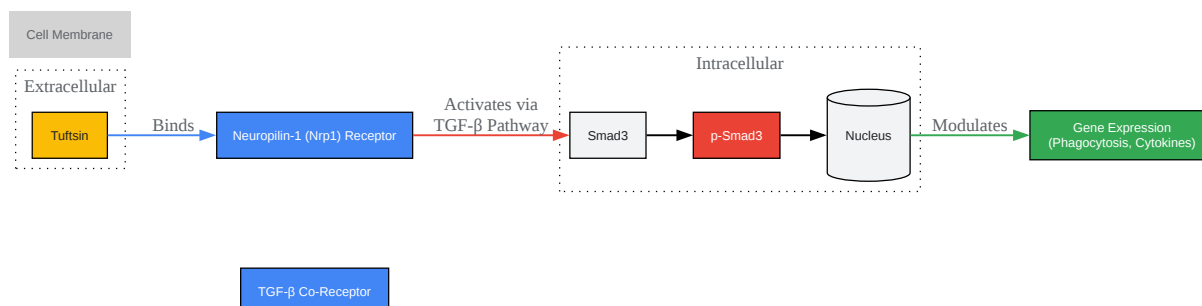 Cell Membrane
Extracellular
Tuftsin
Binds
Neuropilin-1 (Nrp1) Receptor
Activates via
TGF-β Pathway
Intracellular
Smad3
p-Smad3
Nucleus
Modulates
Gene Expression
(Phagocytosis, Cytokines)
TGF-β Co-Receptor